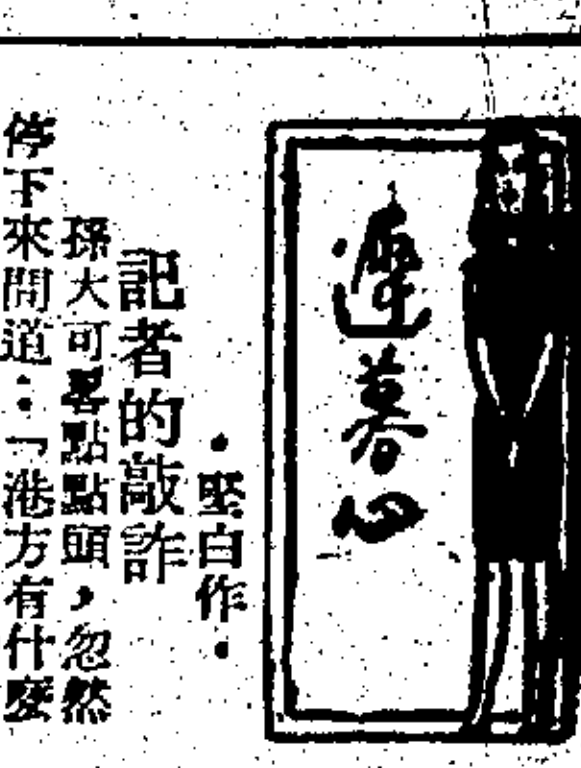 遲暮心
·堅白作·
記者的敲詐
孫大可畧點點頭，忽然
停下來問道：「港方有什麽